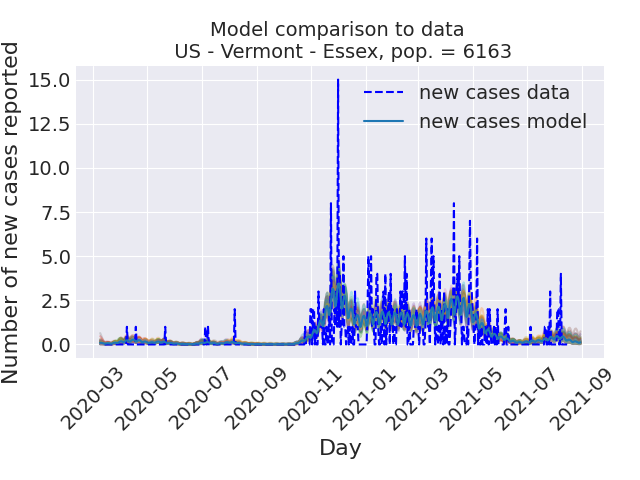 Model comparison to data
US - Vermont - Essex, pop. = 6163
Number of new cases reported
15.0
12.5
10.0
7.5
5.0
2.5
0.0
new cases data
new cases model
2020-03
2020-05
2020-07
2020-09
2020-11
2021-01
2021-03
2021-05
2021-07
2021-09
Day